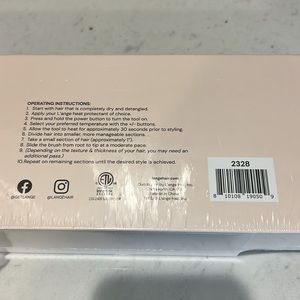 OPERATING INSTRUCTIONS:
1. Start with hair that is completely dry and detangled.
2. Apply your L'ange heat protectant of choice.
3. Press and hold the power button to turn the tool on.
4. Select your preferred temperature with the +/- buttons.
5. Allow the tool to heat for approximately 30 seconds prior to styling.
6. Divide hair into smaller, more manageable sections.
7. Take a small section of hair (approximately 1").
8. Slide the brush from root to tip at a moderate pace.
9. (Depending on the texture & thickness of your hair, you may need an
additional pass.)
10. Repeat on remaining sections until the desired style is achieved.
2328
8 10108 19050 9
@GETLANGE
@LANGEHAIR
langehair.com